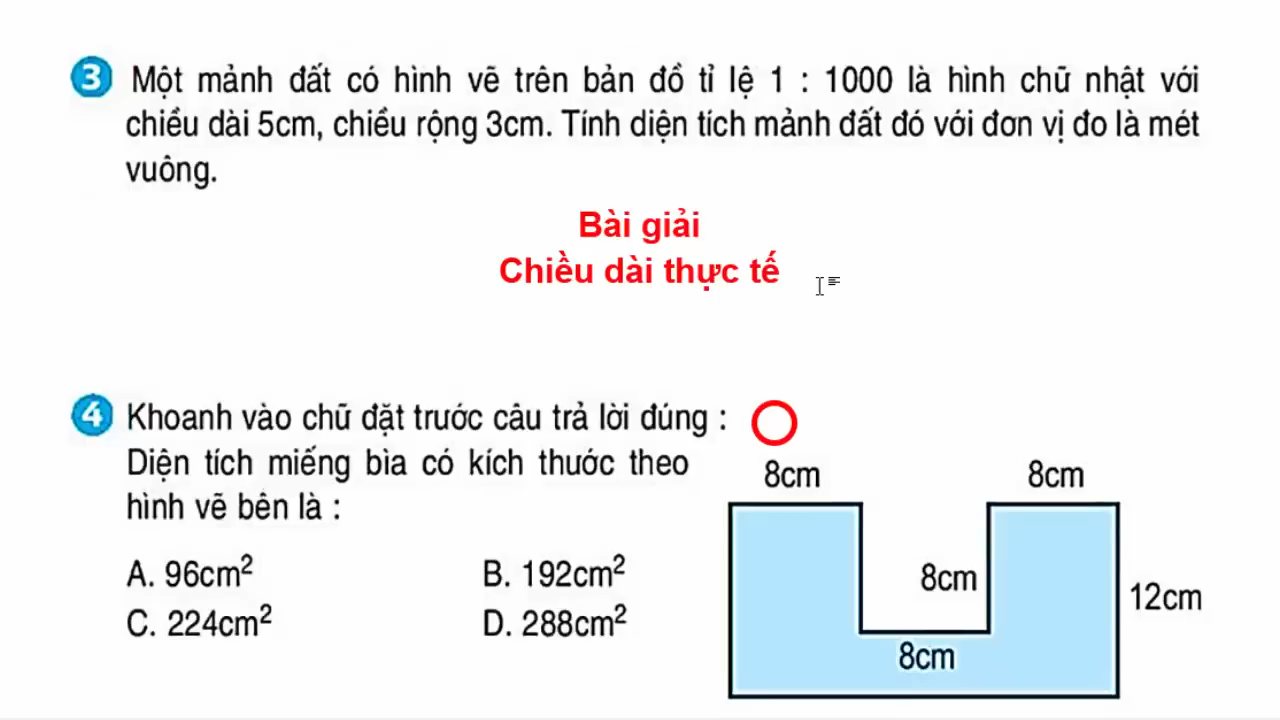 3 Một mảnh đất có hình vẽ trên bản đồ tỉ lệ 1 : 1000 là hình chữ nhật với
chiều dài 5cm, chiều rộng 3cm. Tính diện tích mảnh đất đó với đơn vị đo là mét
vuông.
Bài giải
Chiều dài thực tế
4 Khoanh vào chữ đặt trước câu trả lời đúng :
Diện tích miếng bìa có kích thước theo
hình vẽ bên là :
A. 96cm²
B. 192cm²
C. 224cm²
D. 288cm²
8cm
8cm
8cm
12cm
8cm